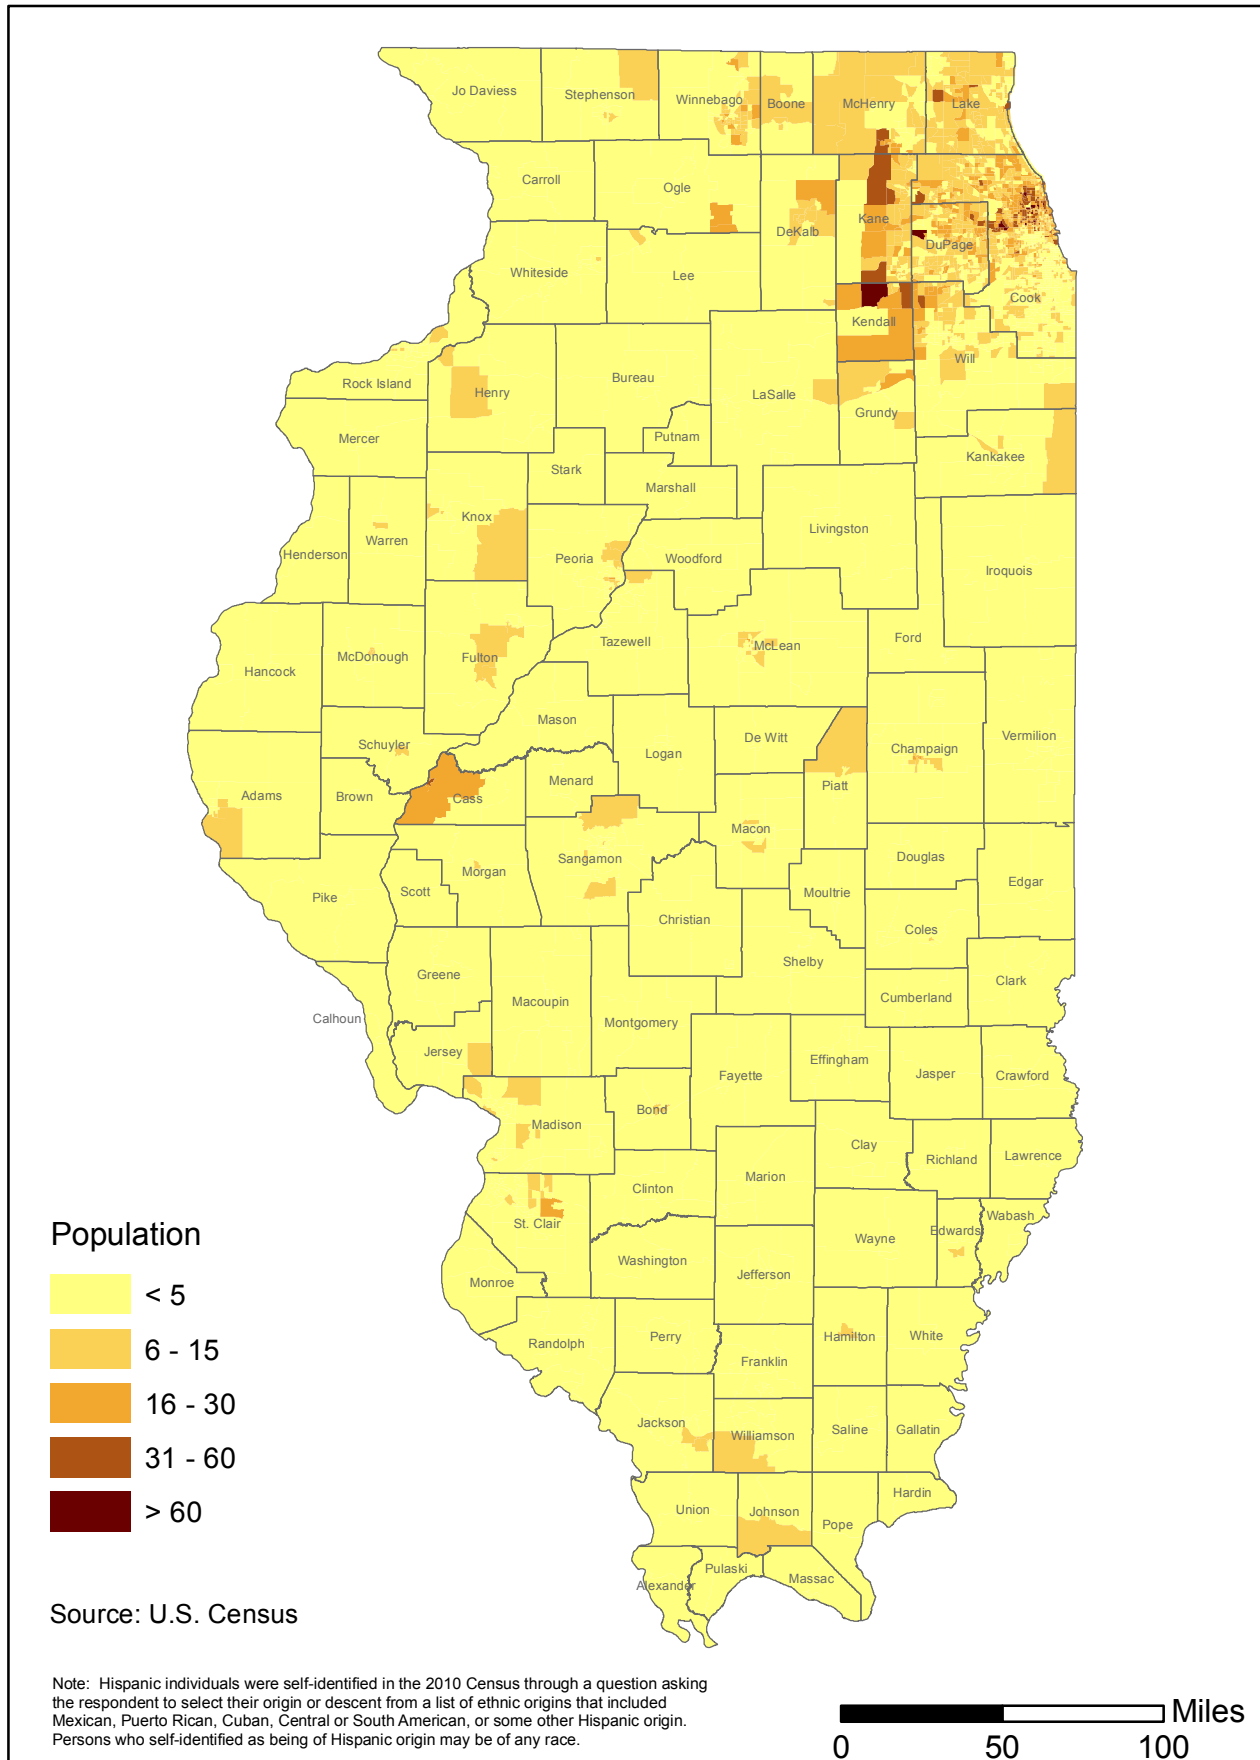 Jo Daviess
Stephenson
Winnebago
Boone
McHenry
Lake
Carroll
Ogle
DeKalb
Kane
DuPage
Whiteside
Lee
Cook
Kendall
Will
Rock Island
Henry
Bureau
LaSalle
Grundy
Mercer
Putnam
Kankakee
Stark
Marshall
Knox
Livingston
Henderson
Warren
Peoria
Woodford
Iroquois
Hancock
McDonough
Fulton
Tazewell
McLean
Ford
Mason
Schuyler
Logan
De Witt
Champaign
Vermilion
Adams
Brown
Cass
Menard
Piatt
Macon
Sangamon
Douglas
Edgar
Pike
Scott
Morgan
Christian
Moultrie
Coles
Shelby
Greene
Macoupin
Clark
Cumberland
Calhoun
Montgomery
Jersey
Effingham
Fayette
Jasper
Crawford
Madison
Bond
Clay
Richland
Lawrence
Marion
Clinton
St. Clair
Wabash
Edwards
Wayne
Washington
Jefferson
Monroe
Randolph
Perry
Hamilton
White
Franklin
Jackson
Williamson
Saline
Gallatin
Hardin
Union
Johnson
Pope
Pulaski
Massac
Alexander
Population
< 5
6 - 15
16 - 30
31 - 60
> 60
Source: U.S. Census
Note: Hispanic individuals were self-identified in the 2010 Census through a question asking
the respondent to select their origin or descent from a list of ethnic origins that included
Mexican, Puerto Rican, Cuban, Central or South American, or some other Hispanic origin.
Persons who self-identified as being of Hispanic origin may be of any race.
Miles
0 50 100